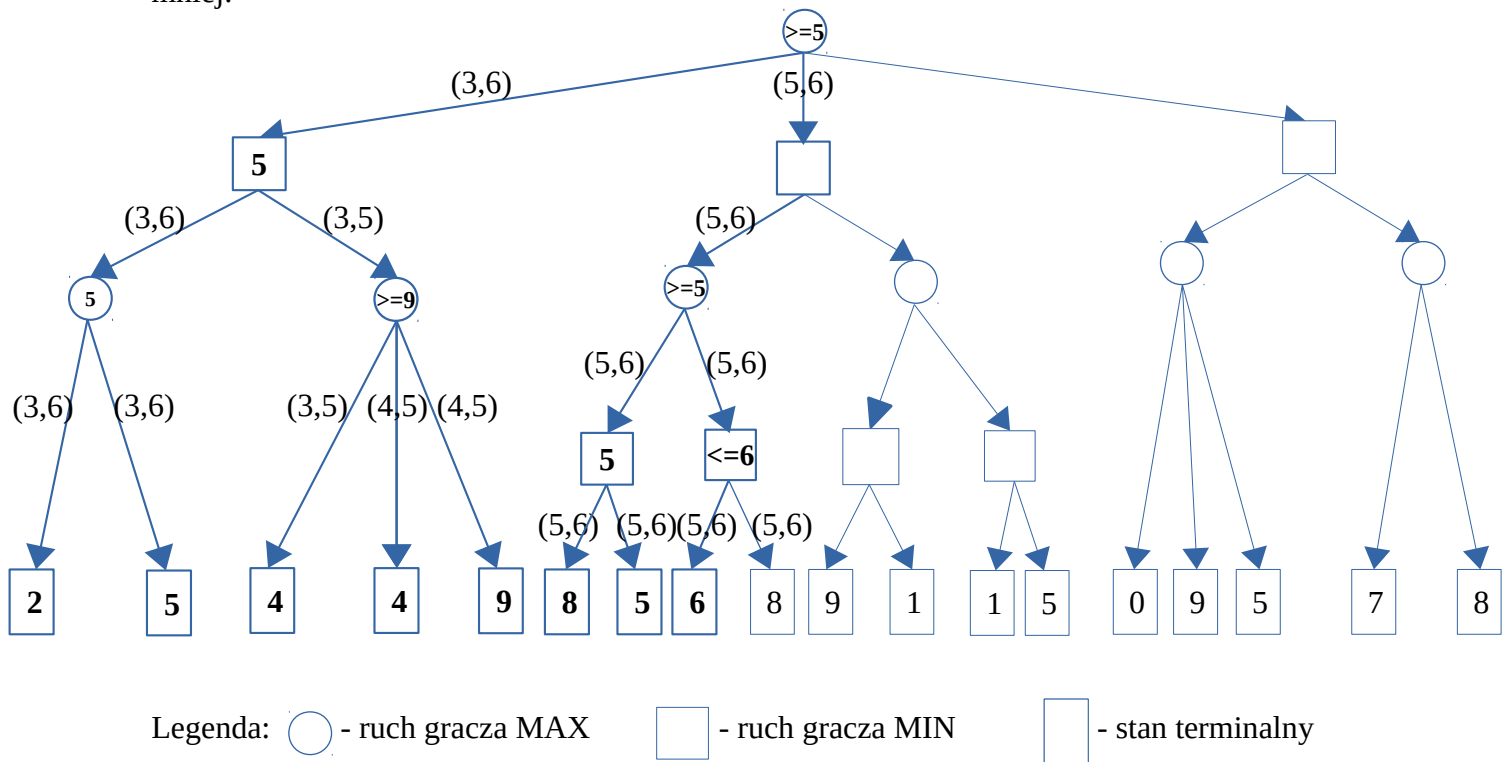 mniej.
>=5
(3,6) (5,6)
5
(3,6) (3,5) (5,6)
5 >=9 >=5
(5,6) (5,6)
(3,6) (3,6) (3,5) (4,5) (4,5)
5 <=6
(5,6) (5,6) (5,6) (5,6)
2 5 4 4 9 8 5 6 8 9 1 1 5 0 9 5 7 8
Legenda: - ruch gracza MAX - ruch gracza MIN - stan terminalny